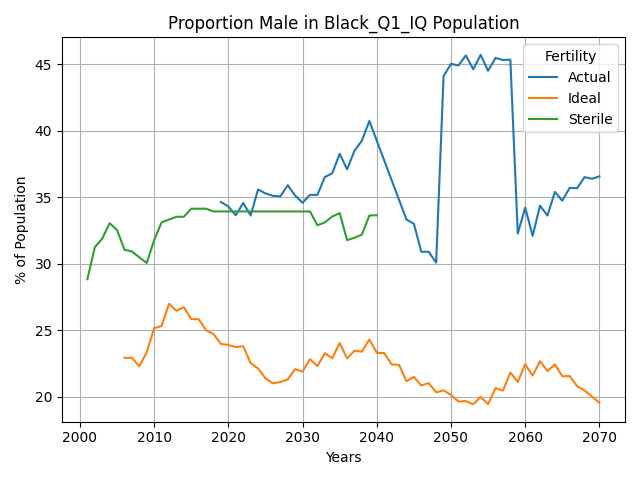 Proportion Male in Black_Q1_IQ Population
% of Population
45
40
35
30
25
20
Fertility
Actual
Ideal
Sterile
2000 2010 2020 2030 2040 2050 2060 2070
Years